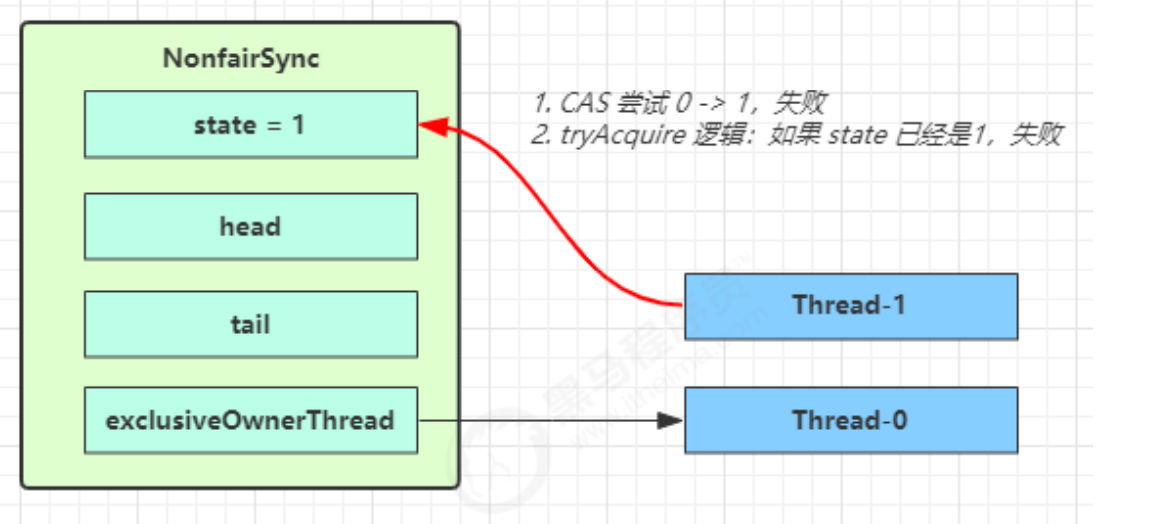 NonfairSync
state = 1
head
tail
exclusiveOwnerThread
1. CAS 尝试 0 -> 1，失败
2. tryAcquire 逻辑：如果 state 已经是1，失败
Thread-1
Thread-0
黑马程序员™
www.itheima.com